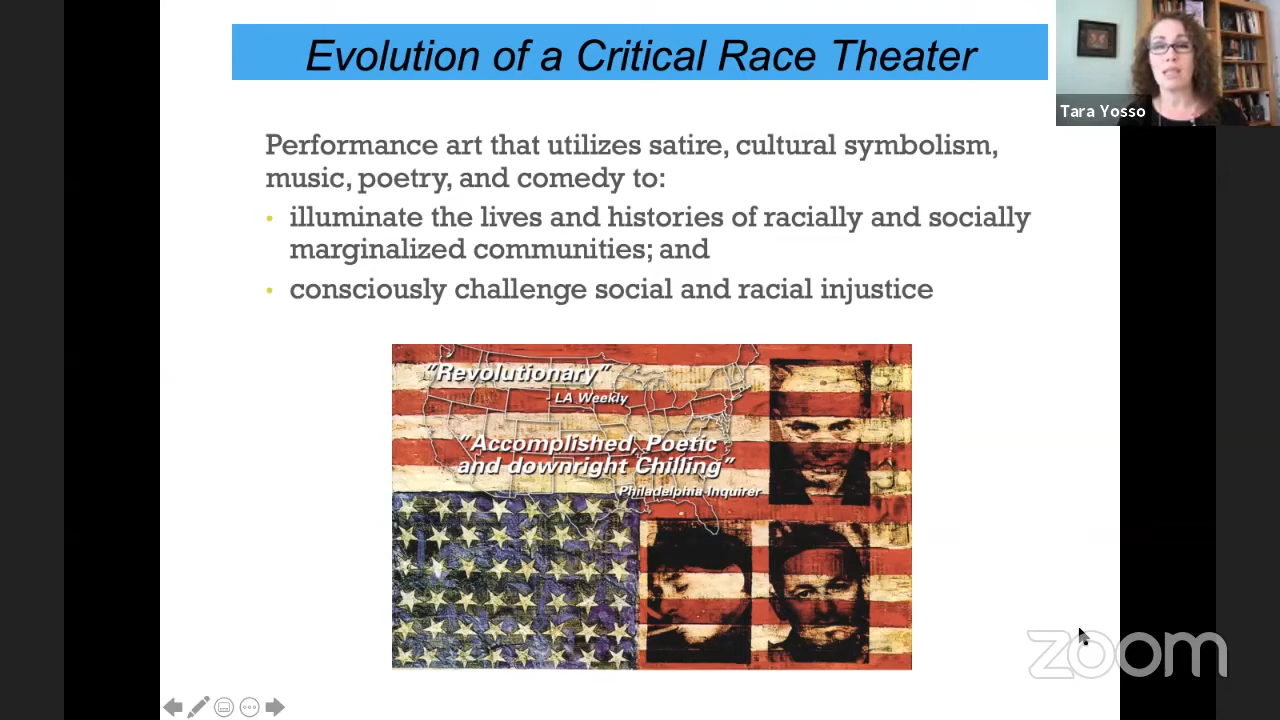 Evolution of a Critical Race Theater
Tara Yosso
Performance art that utilizes satire, cultural symbolism,
music, poetry, and comedy to:
• illuminate the lives and histories of racially and socially
marginalized communities; and
• consciously challenge social and racial injustice
"Revolutionary"
- LA Weekly
"Accomplished, Poetic
and downright Chilling"
Philadelphia Inquirer
zoom